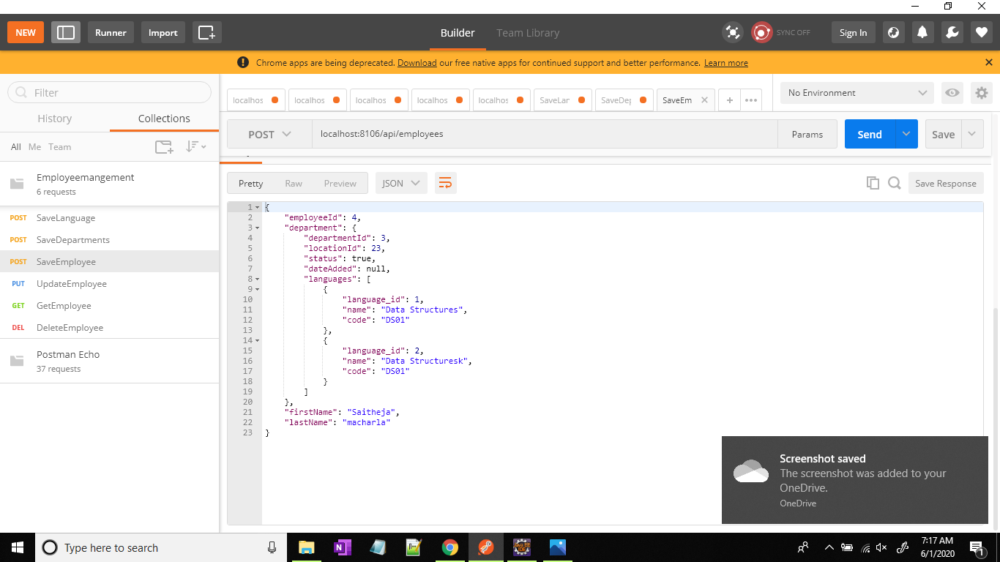 NEW
Runner
Import
Builder
Team Library
SYNC OFF
Sign In
Chrome apps are being deprecated. Download our free native apps for continued support and better performance. Learn more
Filter
History
Collections
All Me Team
Employeemangement
6 requests
POST SaveLanguage
POST SaveDepartments
POST SaveEmployee
PUT UpdateEmployee
GET GetEmployee
DEL DeleteEmployee
Postman Echo
37 requests
localhos
localhos
localhos
localhos
localhos
SaveLar
SaveDep
SaveEm
No Environment
POST
localhost:8106/api/employees
Params
Send
Save
Pretty
Raw
Preview
JSON
Save Response
1 {
2 "employeeId": 4,
3 "department": {
4 "departmentId": 3,
5 "locationId": 23,
6 "status": true,
7 "dateAdded": null,
8 "languages": [
9 {
10 "language_id": 1,
11 "name": "Data Structures",
12 "code": "DS01"
13 },
14 {
15 "language_id": 2,
16 "name": "Data Structuresk",
17 "code": "DS01"
18 }
19 ]
20 },
21 "firstName": "Saitheja",
22 "lastName": "macharla"
23 }
Screenshot saved
The screenshot was added to your
OneDrive.
OneDrive
Type here to search
7:17 AM
6/1/2020
1